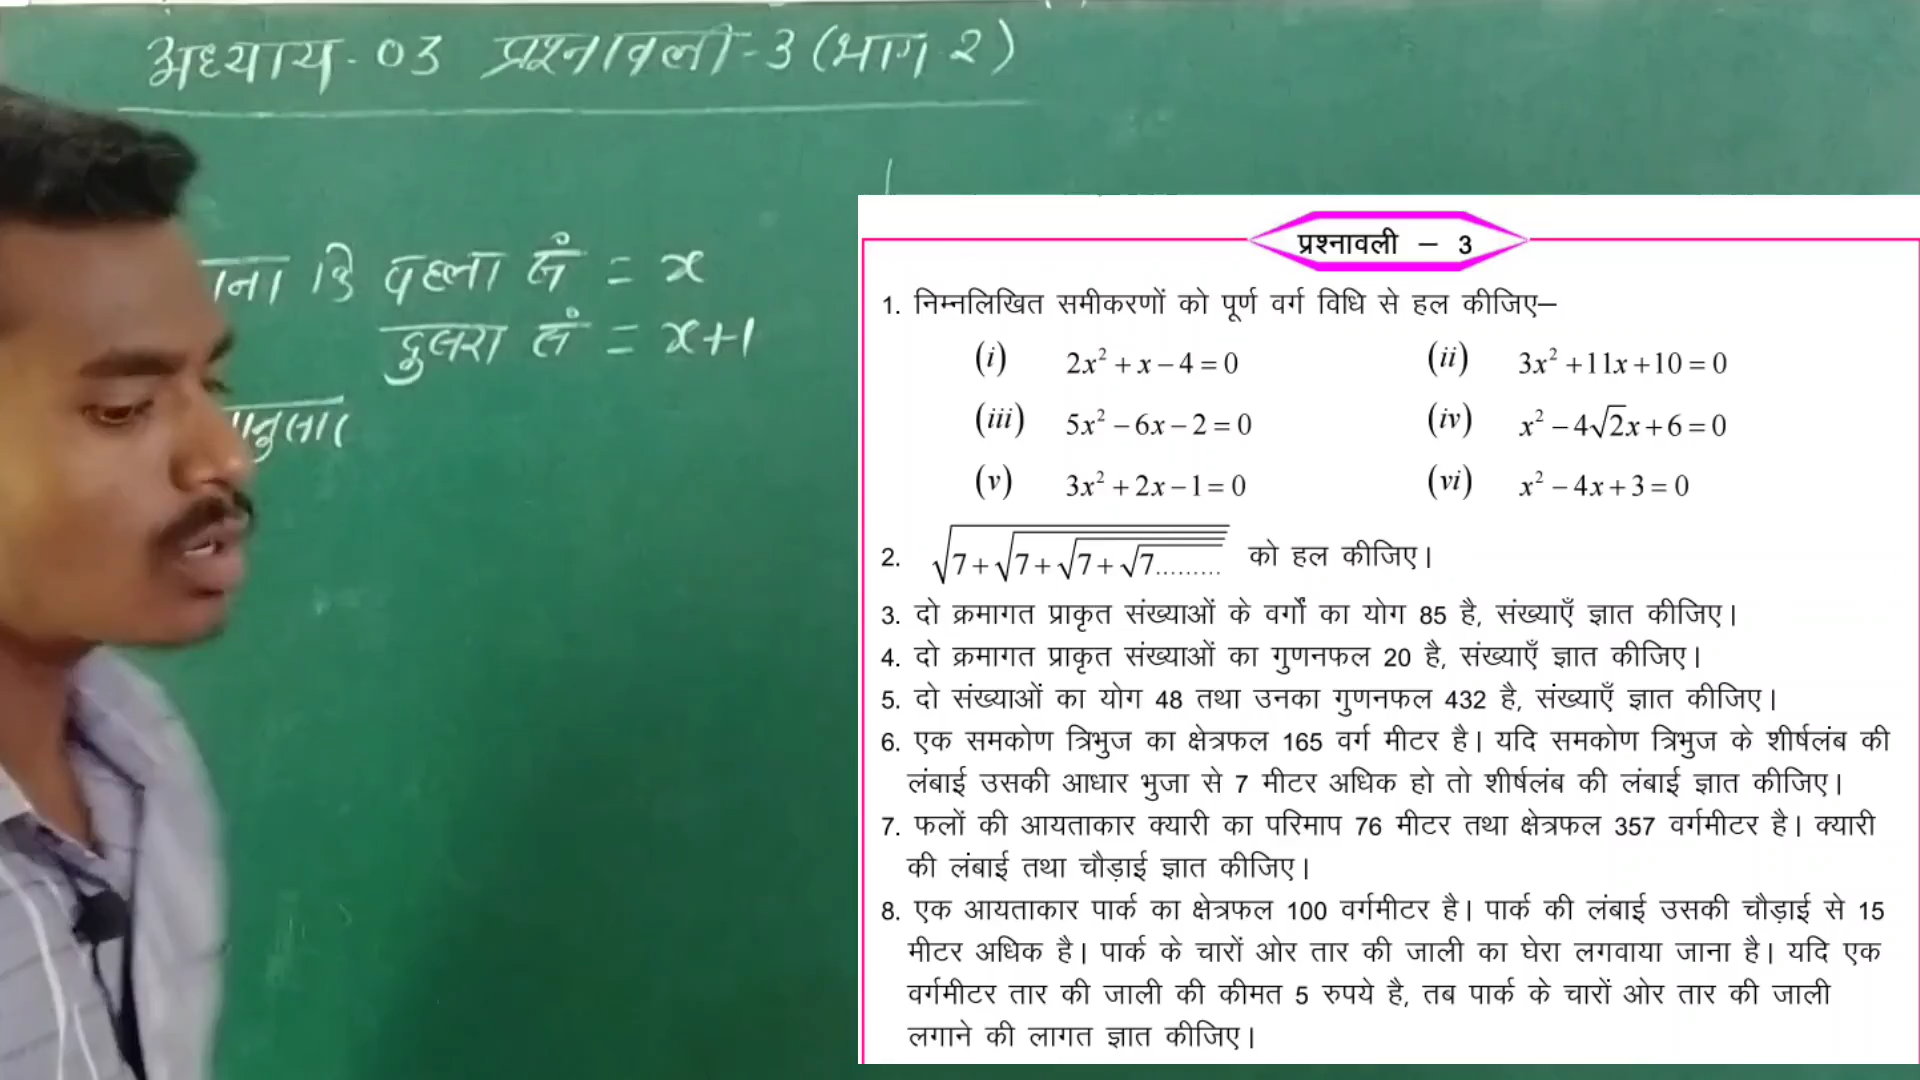 अध्याय - 03 प्रश्नावली - 3 (भाग 2)
माना कि पहला सं = x
दूसरा सं = x+1
प्रश्नावली – 3
1. निम्नलिखित समीकरणों को पूर्ण वर्ग विधि से हल कीजिए–
(i) 2x² + x – 4 = 0 (ii) 3x² + 11x + 10 = 0
(iii) 5x² – 6x – 2 = 0 (iv) x² – 4√2x + 6 = 0
(v) 3x² + 2x – 1 = 0 (vi) x² – 4x + 3 = 0
2. √7+√7+√7+√7......... को हल कीजिए।
3. दो क्रमागत प्राकृत संख्याओं के वर्गों का योग 85 है, संख्याएँ ज्ञात कीजिए।
4. दो क्रमागत प्राकृत संख्याओं का गुणनफल 20 है, संख्याएँ ज्ञात कीजिए।
5. दो संख्याओं का योग 48 तथा उनका गुणनफल 432 है, संख्याएँ ज्ञात कीजिए।
6. एक समकोण त्रिभुज का क्षेत्रफल 165 वर्ग मीटर है। यदि समकोण त्रिभुज के शीर्षलंब की
लंबाई उसकी आधार भुजा से 7 मीटर अधिक हो तो शीर्षलंब की लंबाई ज्ञात कीजिए।
7. फलों की आयताकार क्यारी का परिमाप 76 मीटर तथा क्षेत्रफल 357 वर्गमीटर है। क्यारी
की लंबाई तथा चौड़ाई ज्ञात कीजिए।
8. एक आयताकार पार्क का क्षेत्रफल 100 वर्गमीटर है। पार्क की लंबाई उसकी चौड़ाई से 15
मीटर अधिक है। पार्क के चारों ओर तार की जाली का घेरा लगवाया जाना है। यदि एक
वर्गमीटर तार की जाली की कीमत 5 रुपये है, तब पार्क के चारों ओर तार की जाली
लगाने की लागत ज्ञात कीजिए।